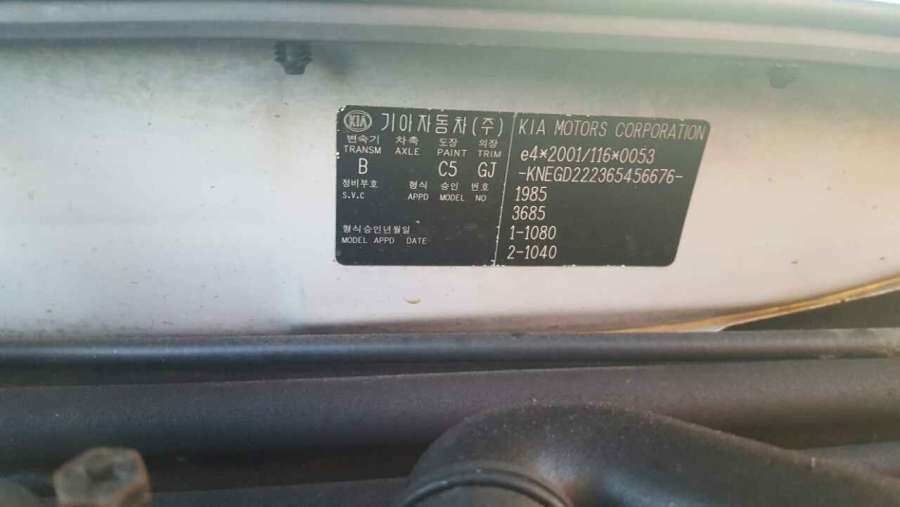 KIA 기아자동차(주)
변속기 차축 도장 의장
TRANSM AXLE PAINT TRIM
B C5 GJ
정비부호 형식 승인 번호
S.V.C APPD MODEL NO
형식승인년월일
MODEL APPD DATE
KIA MOTORS CORPORATION
e4*2001/116*0053
-KNEGD222365456676-
1985
3685
1-1080
2-1040